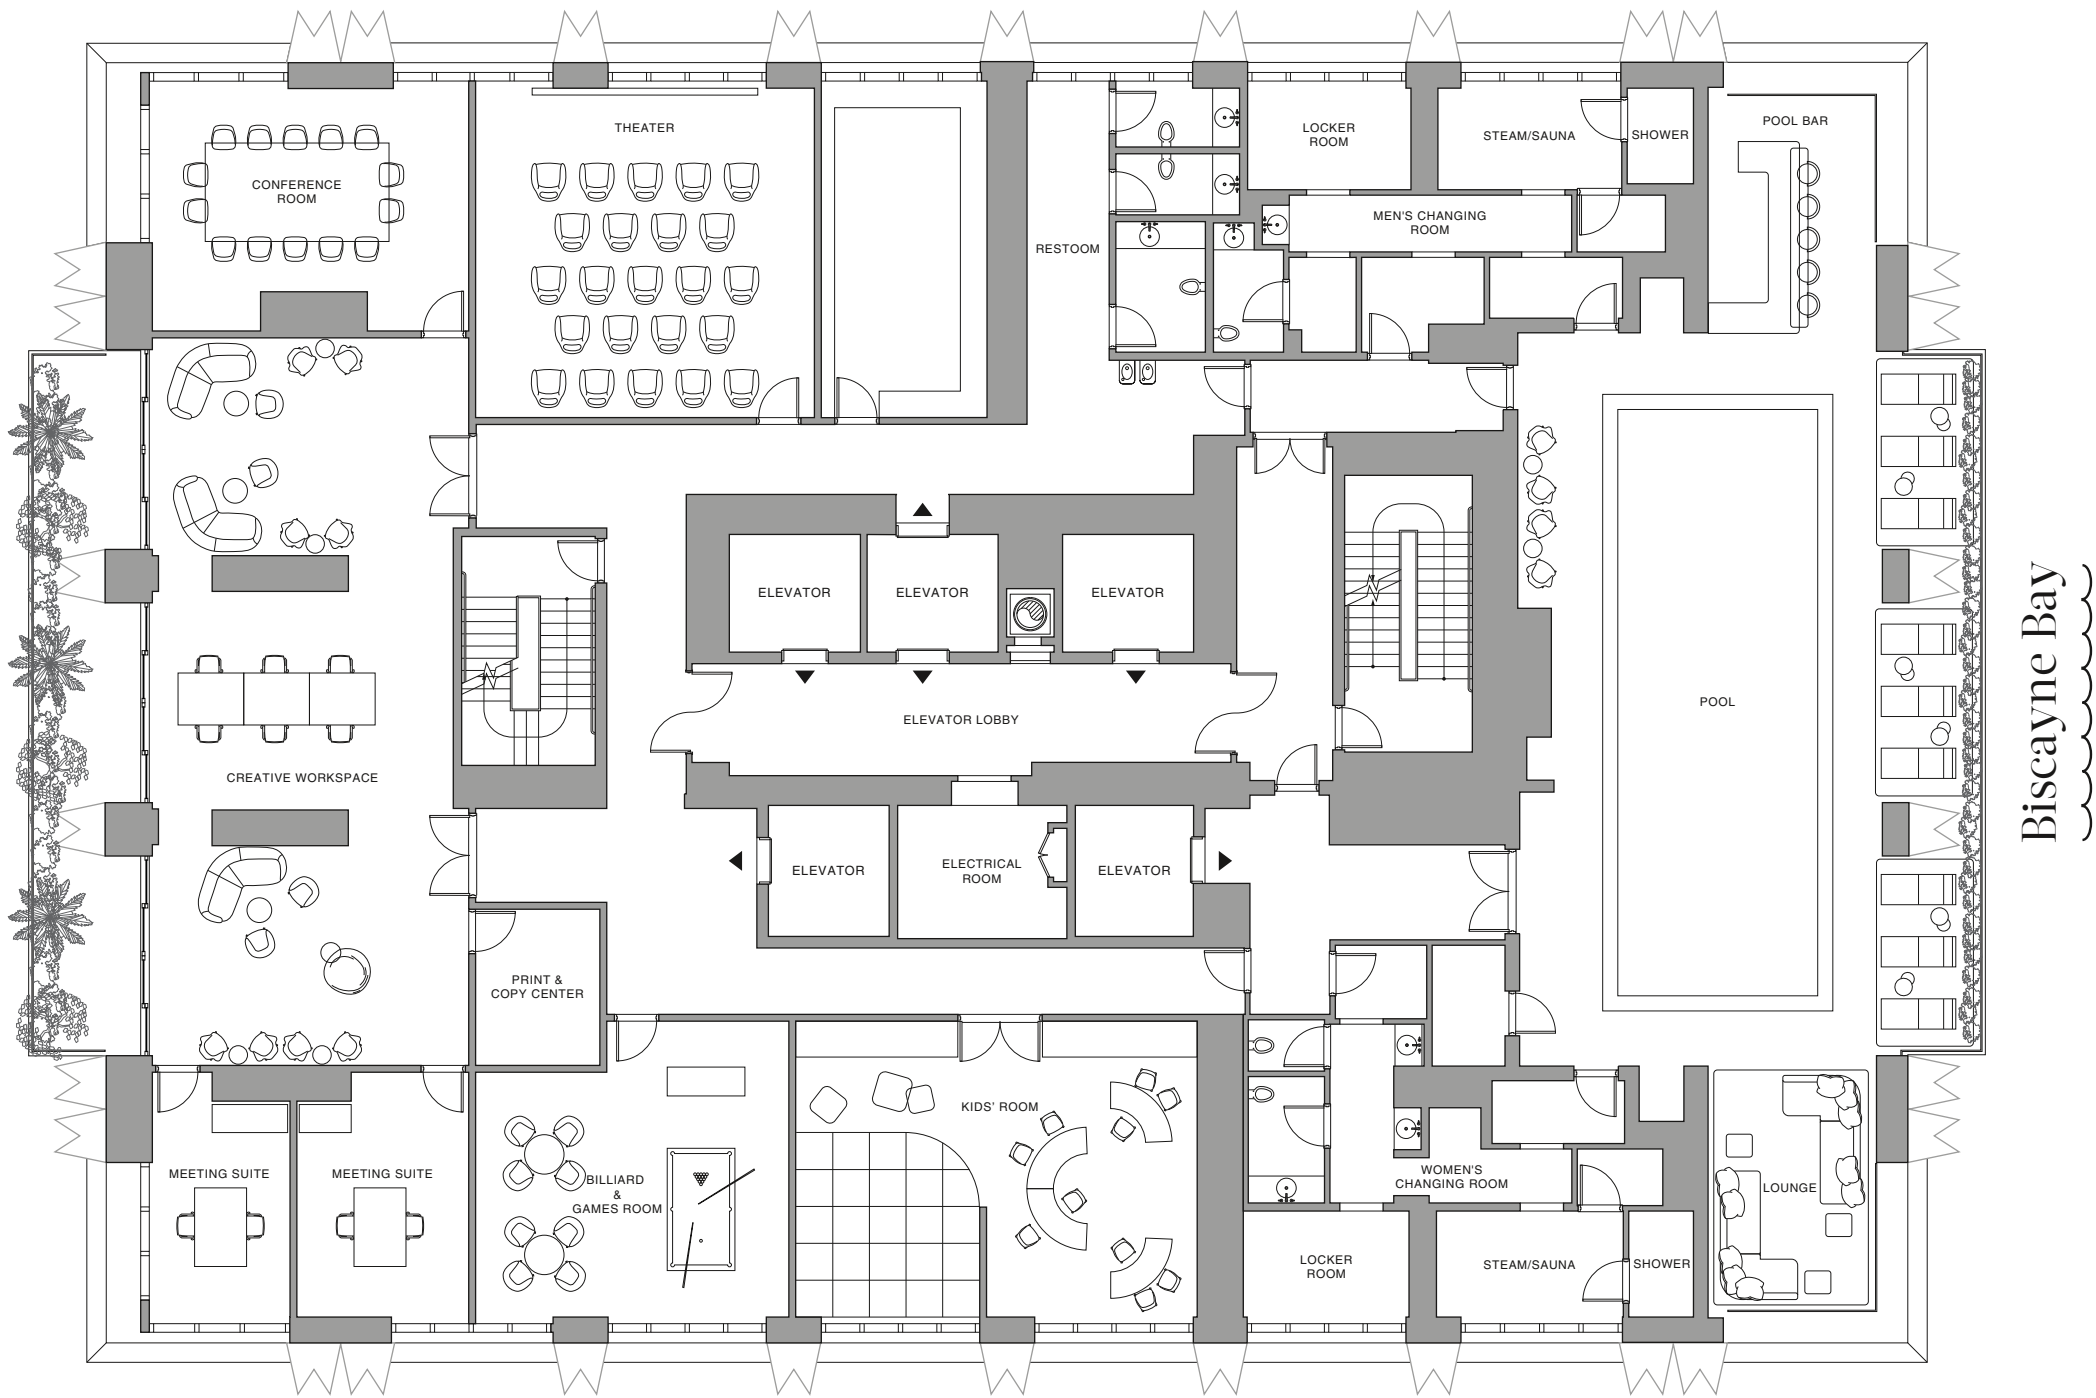 THEATER
LOCKER
ROOM
STEAM/SAUNA
SHOWER
POOL BAR
CONFERENCE
ROOM
MEN'S CHANGING
ROOM
RESTOOM
ELEVATOR
ELEVATOR
ELEVATOR
Biscayne Bay
POOL
ELEVATOR LOBBY
CREATIVE WORKSPACE
ELEVATOR
ELECTRICAL
ROOM
ELEVATOR
PRINT &
COPY CENTER
KIDS' ROOM
MEETING SUITE
MEETING SUITE
BILLIARD
&
GAMES ROOM
WOMEN'S
CHANGING ROOM
LOUNGE
LOCKER
ROOM
STEAM/SAUNA
SHOWER